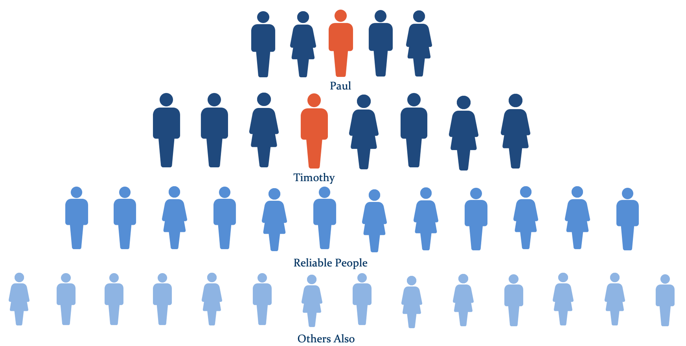 Paul
Timothy
Reliable People
Others Also